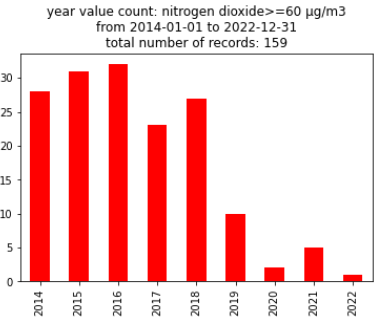 year value count: nitrogen dioxide>=60 µg/m3
from 2014-01-01 to 2022-12-31
total number of records: 159
30
25
20
15
10
5
0
2014 2015 2016 2017 2018 2019 2020 2021 2022